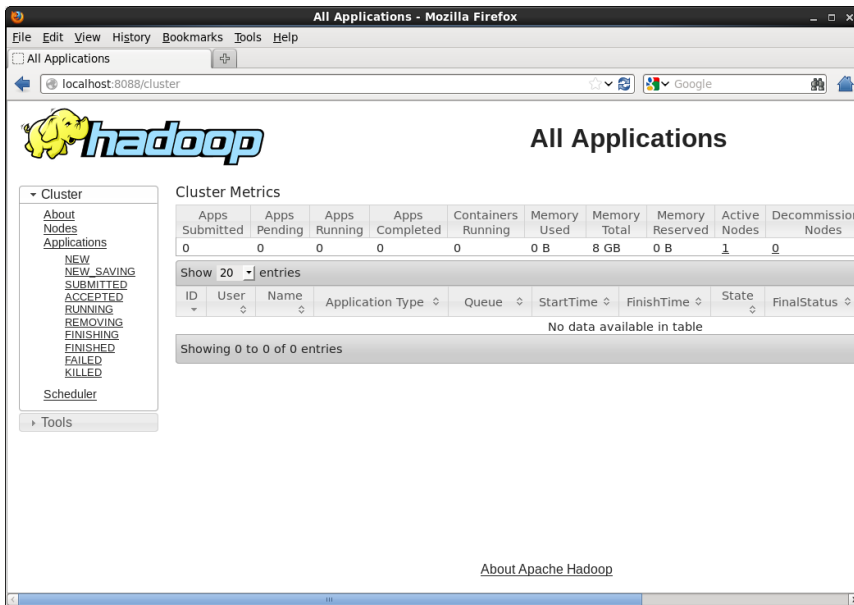 All Applications - Mozilla Firefox
File Edit View History Bookmarks Tools Help
All Applications
localhost:8088/cluster
Google
hadoop
All Applications
Cluster
About
Nodes
Applications
NEW
NEW_SAVING
SUBMITTED
ACCEPTED
RUNNING
REMOVING
FINISHING
FINISHED
FAILED
KILLED
Scheduler
Tools
Cluster Metrics
Apps Submitted Apps Pending Apps Running Apps Completed Containers Running Memory Used Memory Total Memory Reserved Active Nodes Decommission Nodes
0 0 0 0 0 0 B 8 GB 0 B 1 0
Show 20 entries
ID User Name Application Type Queue StartTime FinishTime State FinalStatus
No data available in table
Showing 0 to 0 of 0 entries
About Apache Hadoop